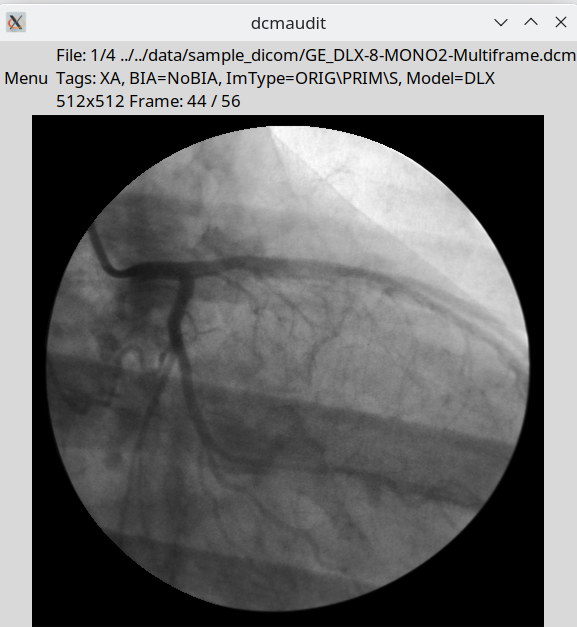 dcmaudit
File: 1/4 ../../data/sample_dicom/GE_DLX-8-MONO2-Multiframe.dcm
Menu Tags: XA, BIA=NoBIA, ImType=ORIG\PRIM\S, Model=DLX
512x512 Frame: 44 / 56